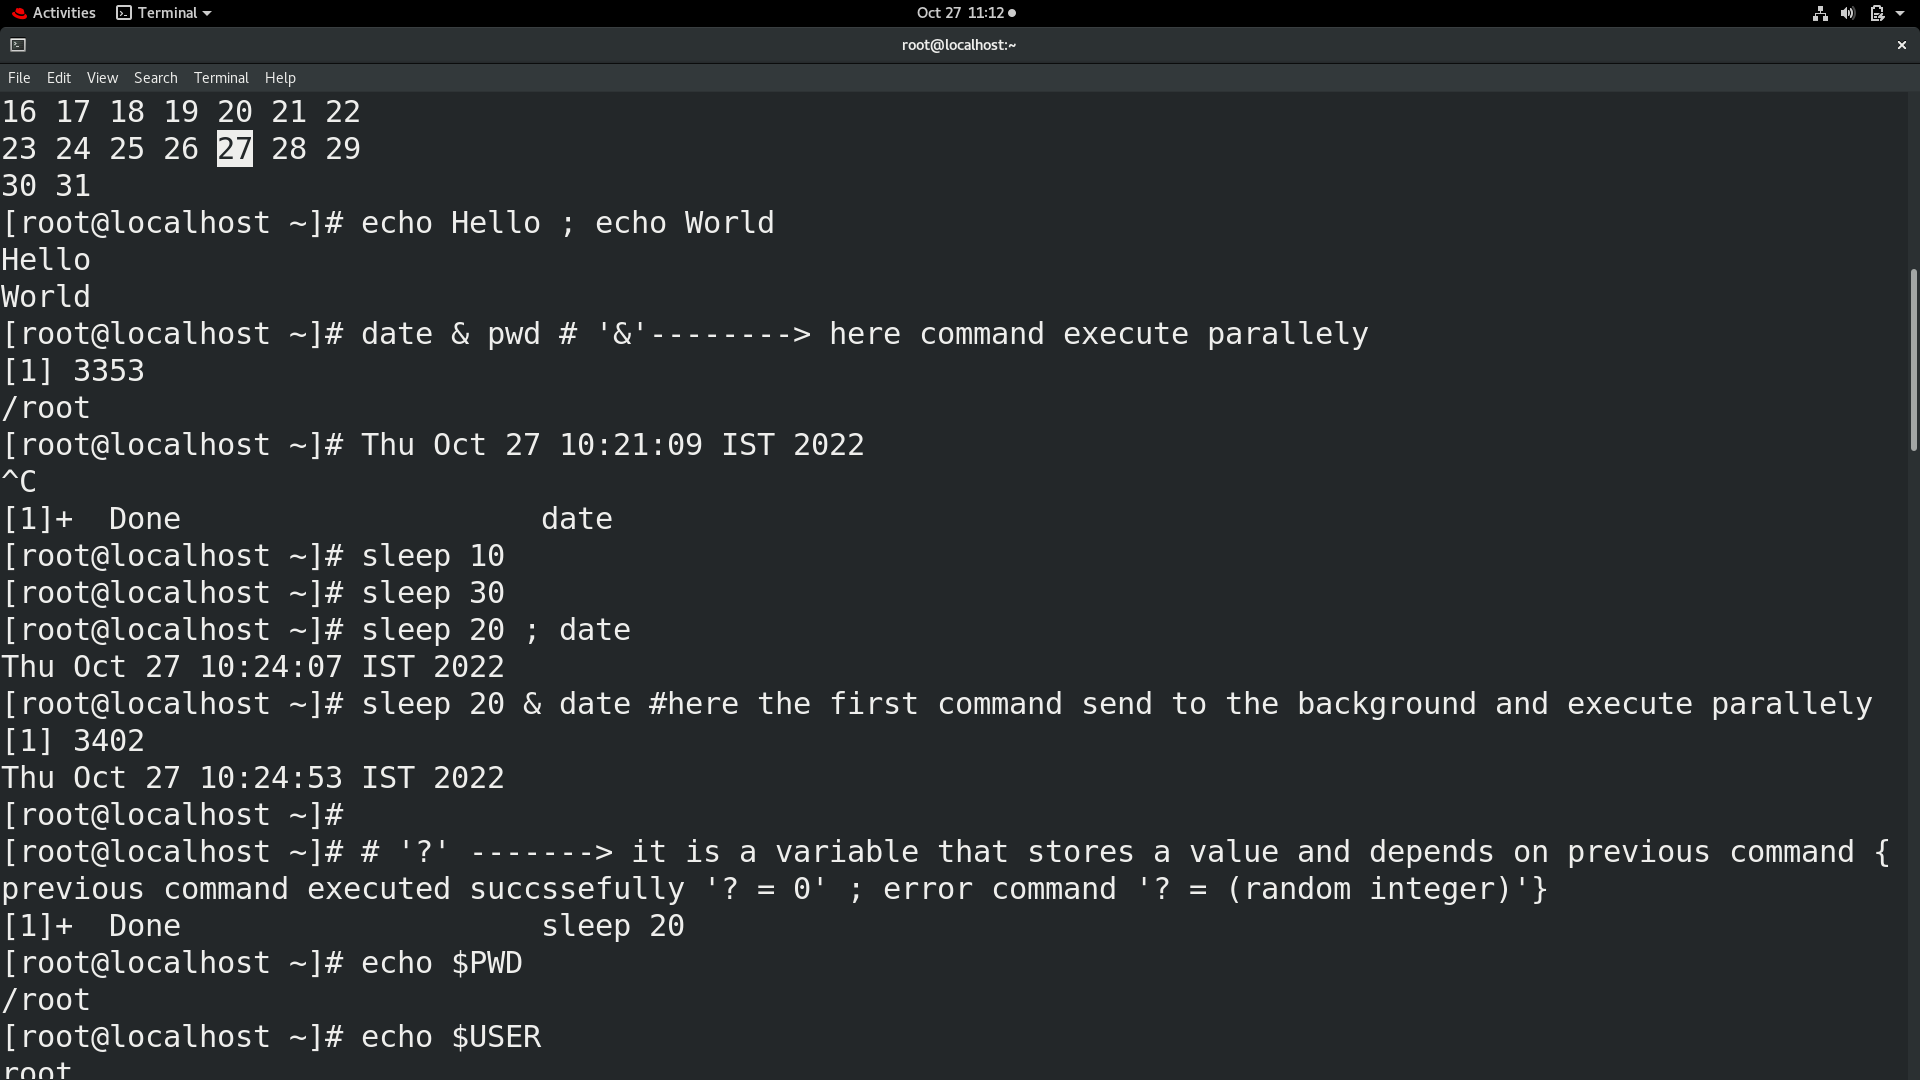 Activities Terminal Oct 27 11:12
root@localhost:~
File Edit View Search Terminal Help
16 17 18 19 20 21 22
23 24 25 26 27 28 29
30 31
[root@localhost ~]# echo Hello ; echo World
Hello
World
[root@localhost ~]# date & pwd # '&'--------> here command execute parallely
[1] 3353
/root
[root@localhost ~]# Thu Oct 27 10:21:09 IST 2022
^C
[1]+  Done                    date
[root@localhost ~]# sleep 10
[root@localhost ~]# sleep 30
[root@localhost ~]# sleep 20 ; date
Thu Oct 27 10:24:07 IST 2022
[root@localhost ~]# sleep 20 & date #here the first command send to the background and execute parallely
[1] 3402
Thu Oct 27 10:24:53 IST 2022
[root@localhost ~]#
[root@localhost ~]# # '?' -------> it is a variable that stores a value and depends on previous command {
previous command executed succssefully '? = 0' ; error command '? = (random integer)'}
[1]+  Done                    sleep 20
[root@localhost ~]# echo $PWD
/root
[root@localhost ~]# echo $USER
root